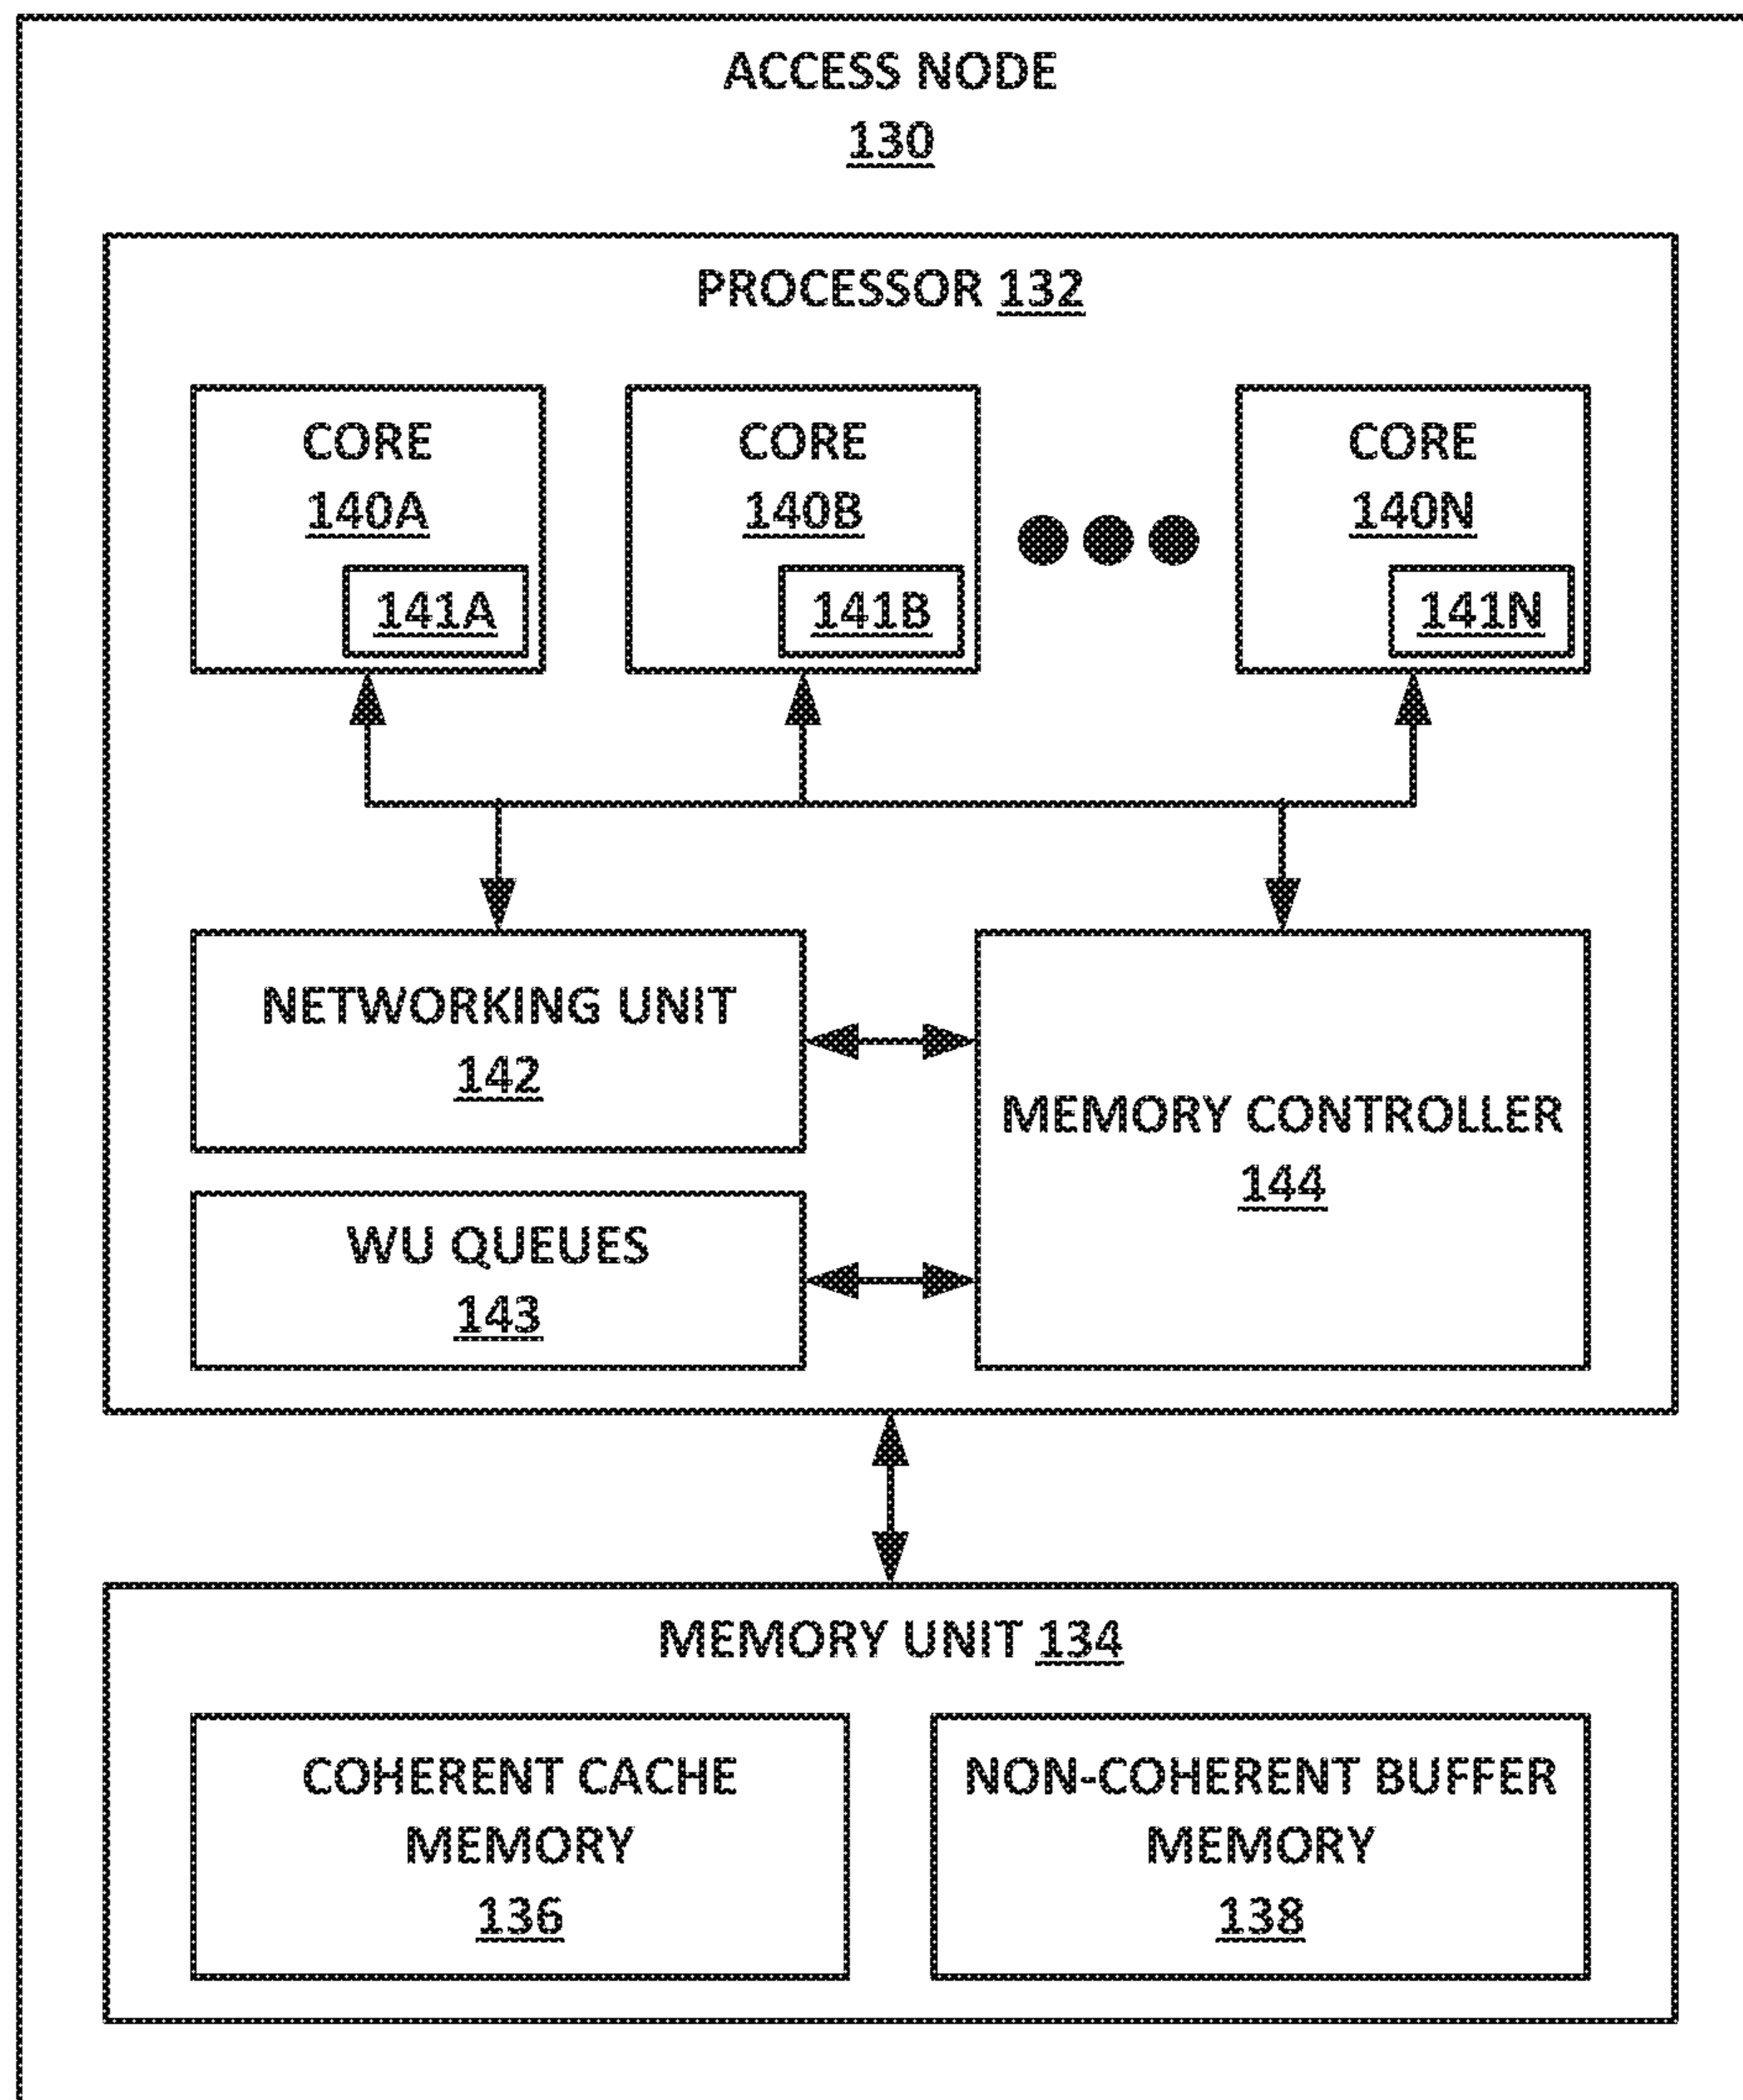 ACCESS NODE
130
PROCESSOR 132
CORE
140A
141A
CORE
140B
141B
CORE
140N
141N
NETWORKING UNIT
142
MEMORY CONTROLLER
144
WU QUEUES
143
MEMORY UNIT 134
COHERENT CACHE
MEMORY
136
NON-COHERENT BUFFER
MEMORY
138